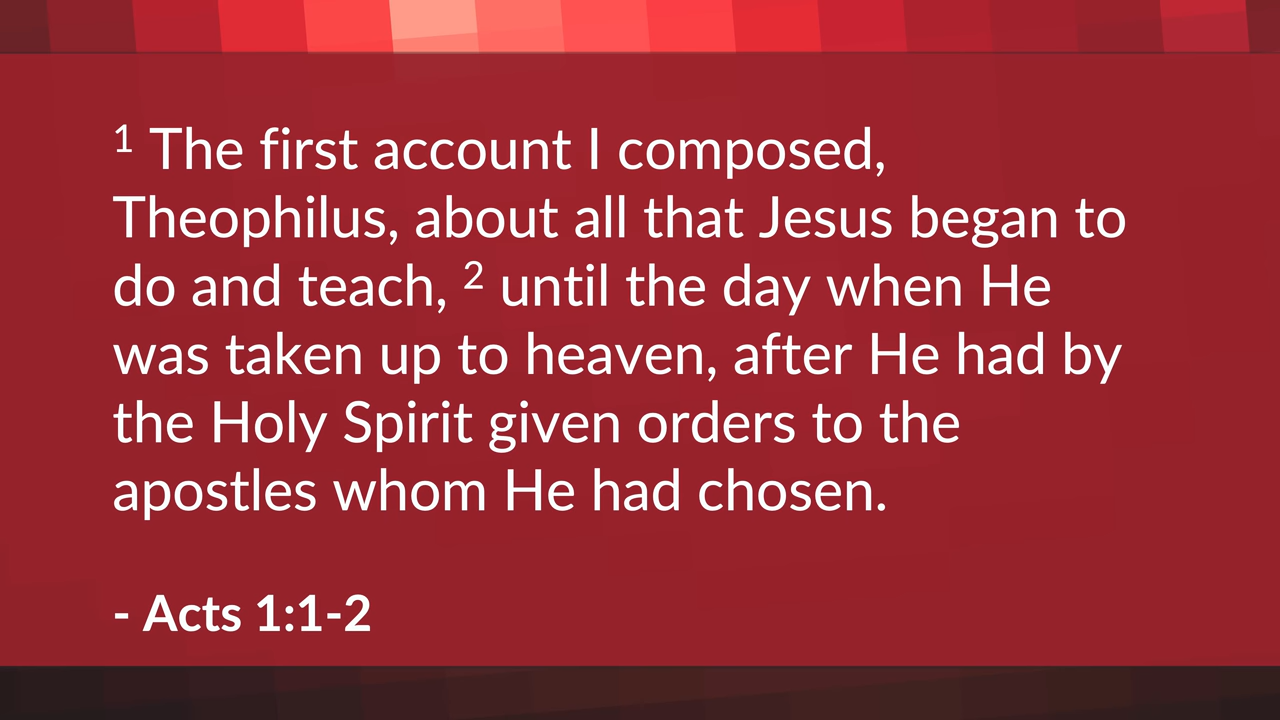 1 The first account I composed,
Theophilus, about all that Jesus began to
do and teach, 2 until the day when He
was taken up to heaven, after He had by
the Holy Spirit given orders to the
apostles whom He had chosen.
- Acts 1:1-2